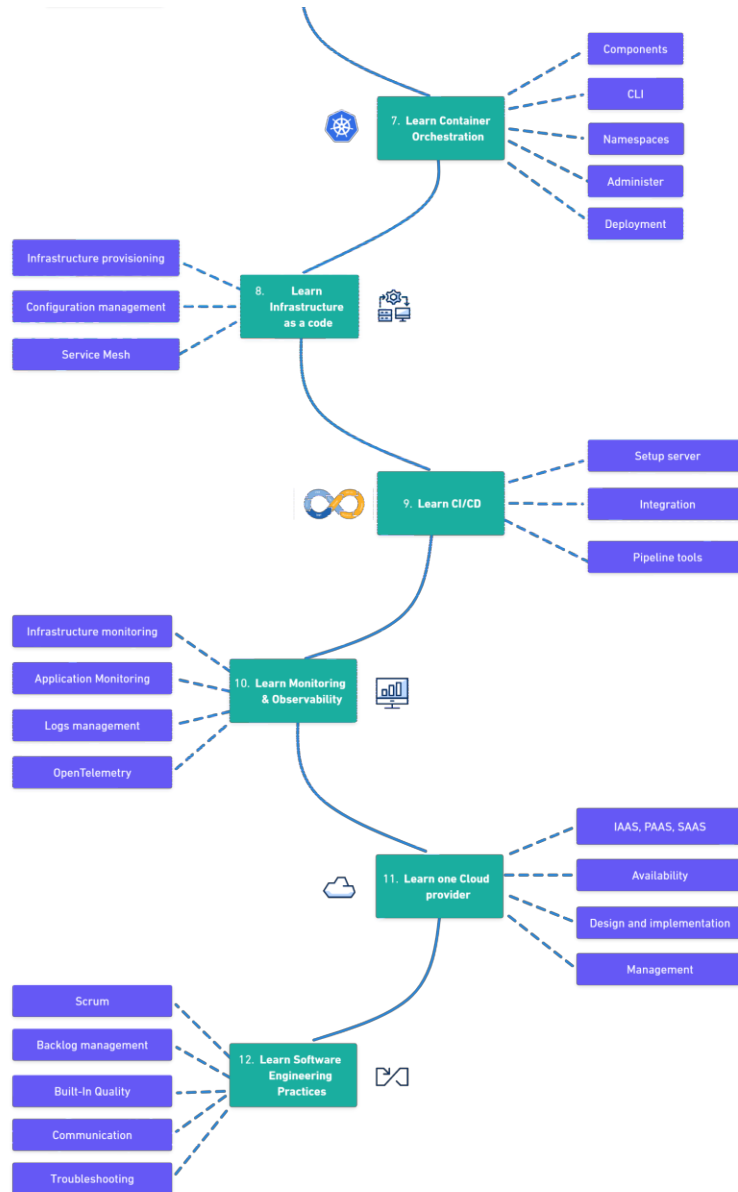 Components
CLI
7. Learn Container
Orchestration
Namespaces
Administer
Deployment
Infrastructure provisioning
Configuration management
Service Mesh
8. Learn
Infrastructure
as a code
Setup server
9. Learn CI/CD
Integration
Pipeline tools
Infrastructure monitoring
Application Monitoring
Logs management
OpenTelemetry
10. Learn Monitoring
& Observability
IAAS, PAAS, SAAS
11. Learn one Cloud
provider
Availability
Design and implementation
Management
Scrum
Backlog management
Built-In Quality
Communication
Troubleshooting
12. Learn Software
Engineering
Practices